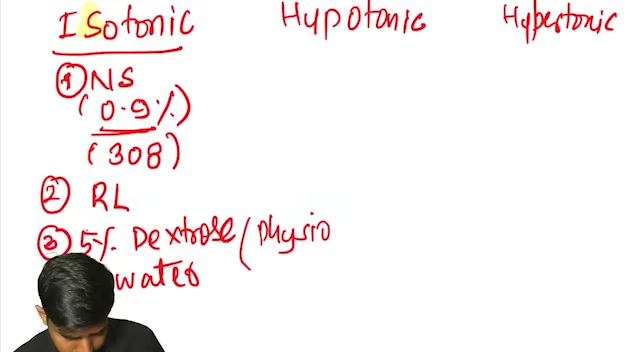 ISotonic Hypotonic Hypertonic
① NS
(0.9%)
(308)
② RL
③ 5% Dextrose (Physio
water